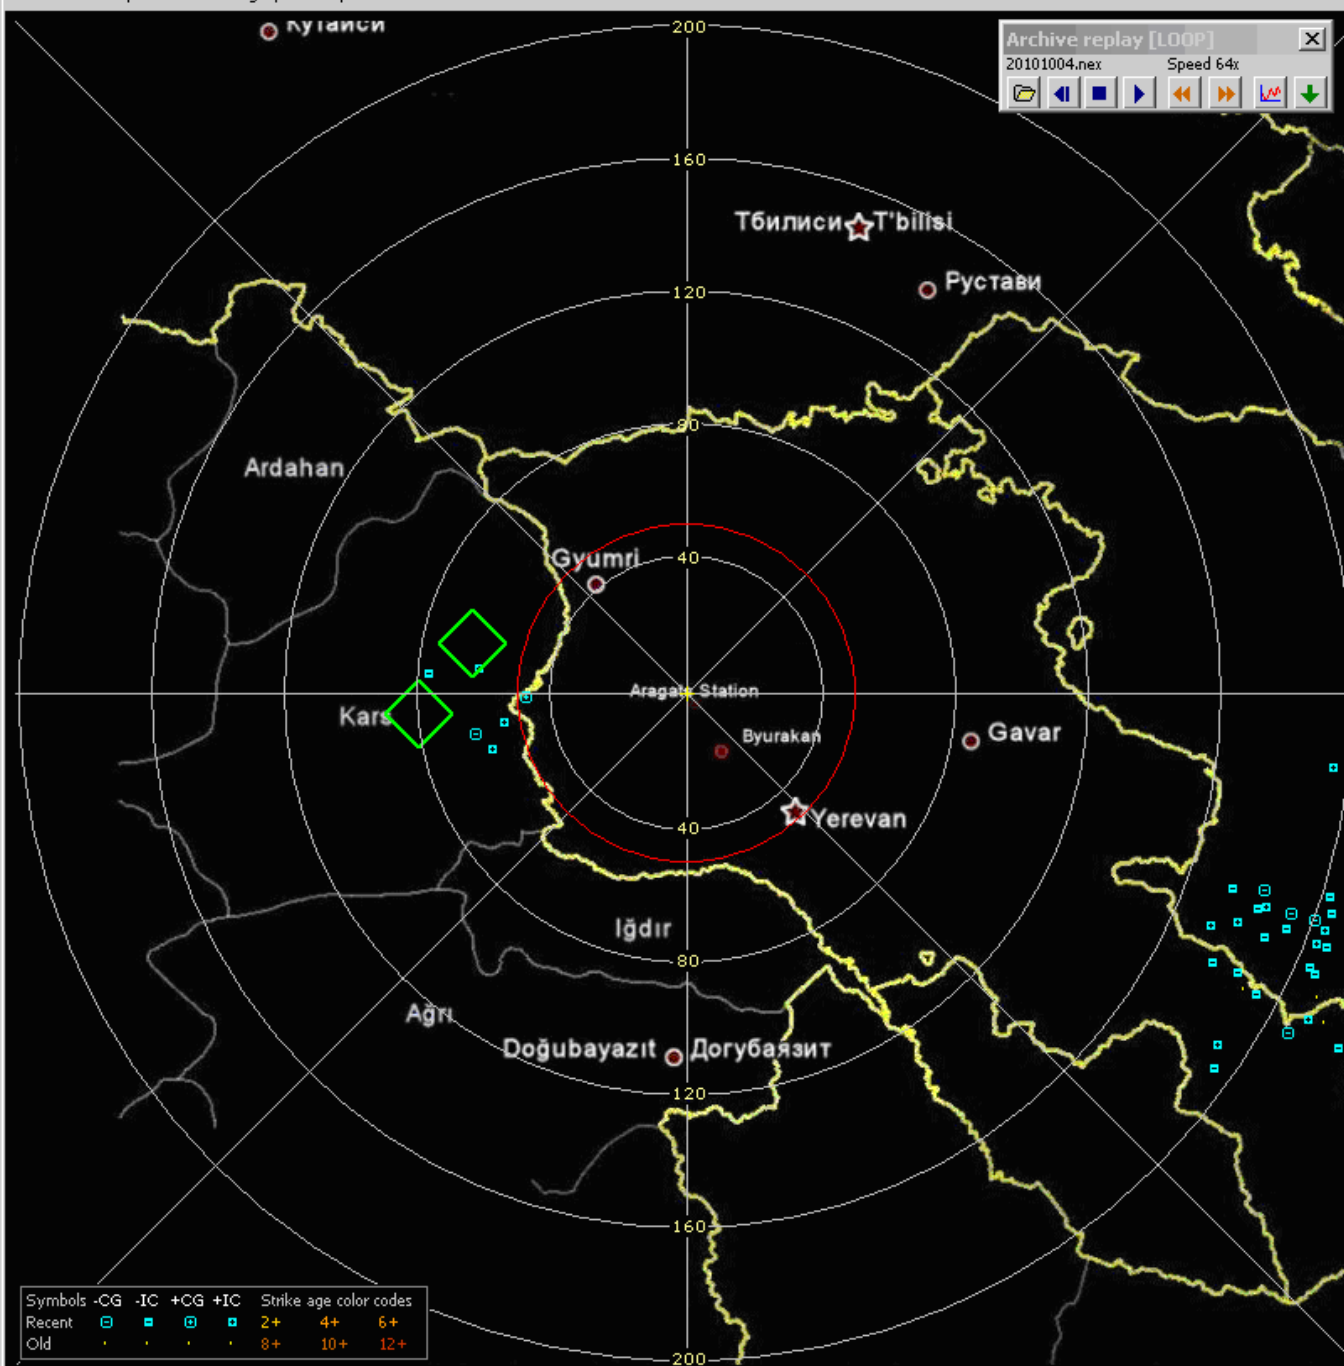 Кутаиси
200
Archive replay [LOOP]
20101004.nex Speed 64x
160
Тбилиси T'bilisi
Рустави
120
80
Ardahan
Gyumri
40
Aragats Station
Kars
Byurakan
Gavar
Yerevan
40
Iğdır
80
Ağrı
Doğubayazıt Догубаязит
120
160
Symbols -CG -IC +CG +IC Strike age color codes
Recent 2+ 4+ 6+
Old 8+ 10+ 12+
200